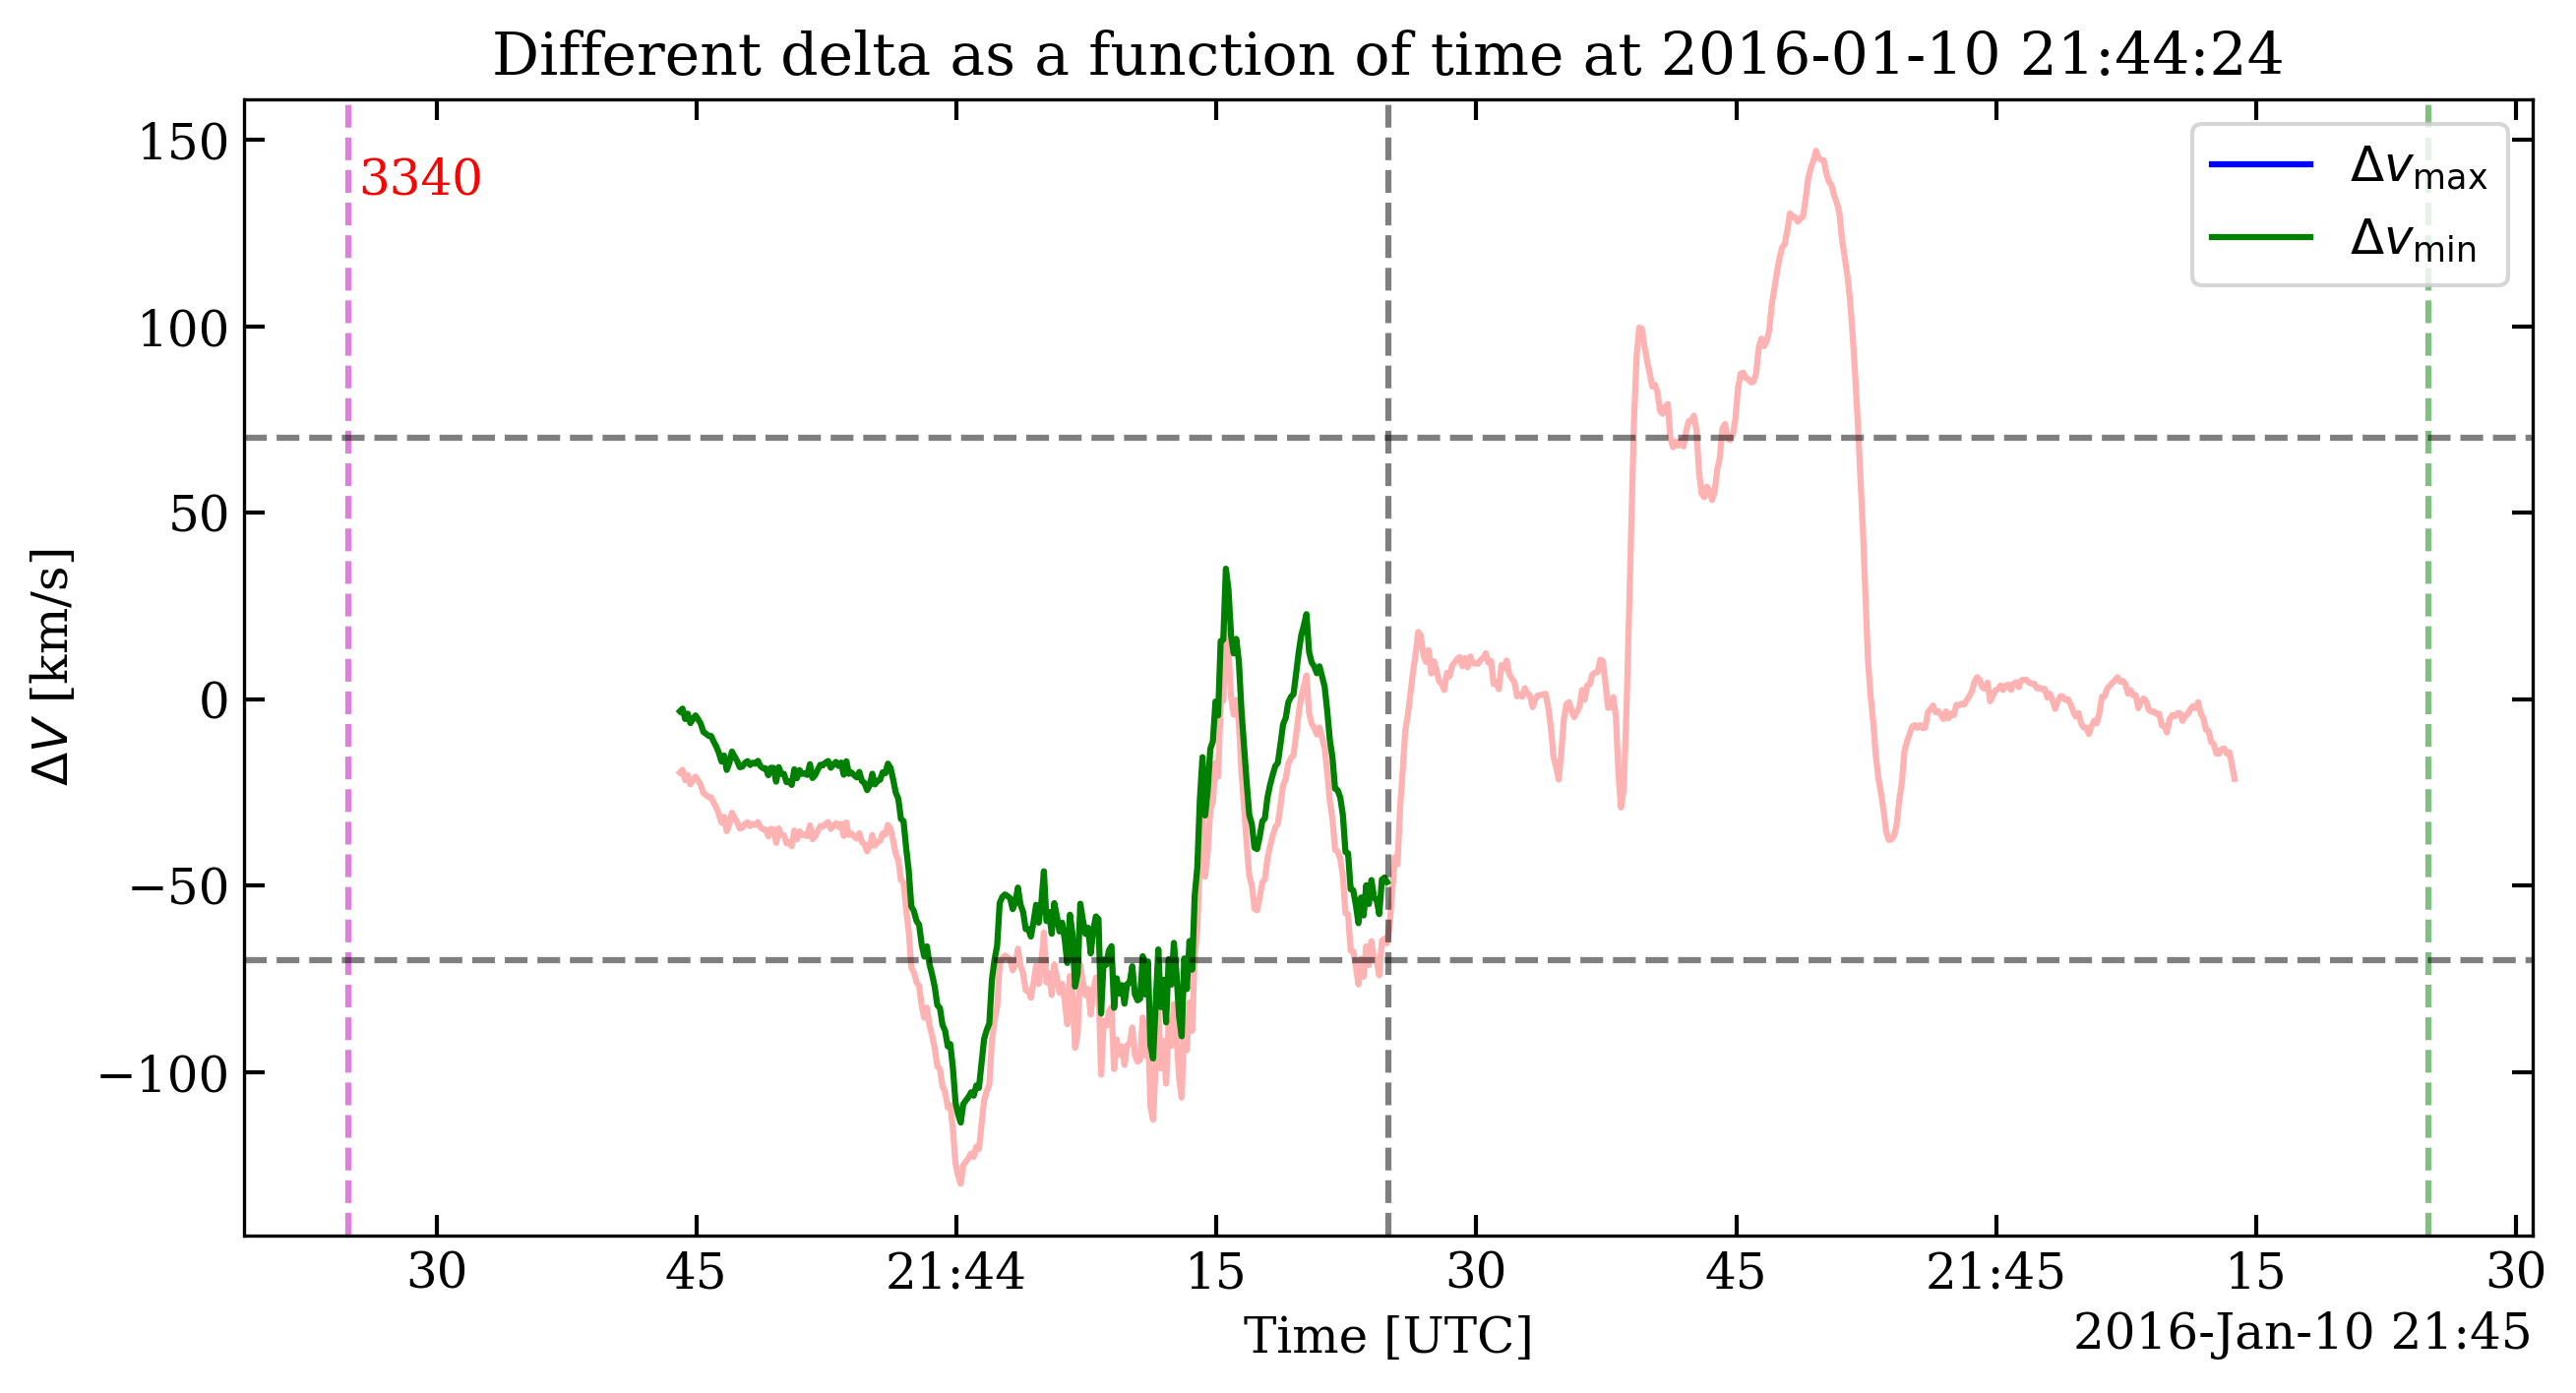 Different delta as a function of time at 2016-01-10 21:44:24
150
100
50
0
−50
−100
ΔV [km/s]
3340
Δv_max
Δv_min
30 45 21:44 15 30 45 21:45 15 30
Time [UTC]
2016-Jan-10 21:45